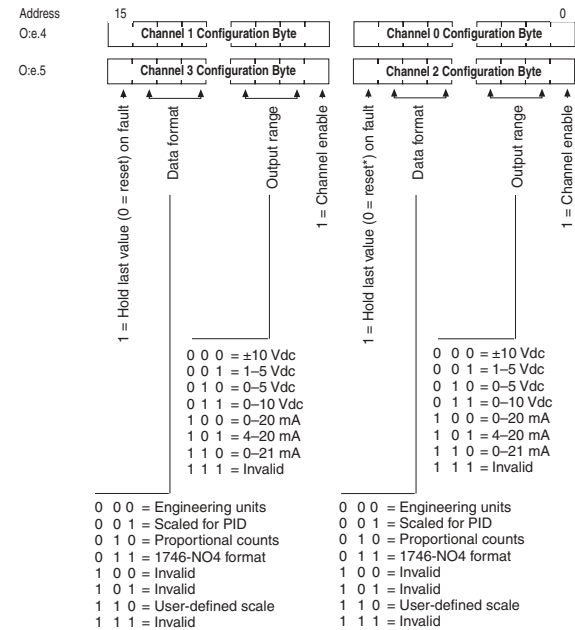 Address 15 0
O:e.4 Channel 1 Configuration Byte Channel 0 Configuration Byte
O:e.5 Channel 3 Configuration Byte Channel 2 Configuration Byte
1 = Hold last value (0 = reset) on fault
Data format
Output range
1 = Channel enable
1 = Hold last value (0 = reset*) on fault
Data format
Output range
1 = Channel enable
0 0 0 = ±10 Vdc
0 0 1 = 1–5 Vdc
0 1 0 = 0–5 Vdc
0 1 1 = 0–10 Vdc
1 0 0 = 0–20 mA
1 0 1 = 4–20 mA
1 1 0 = 0–21 mA
1 1 1 = Invalid
0 0 0 = ±10 Vdc
0 0 1 = 1–5 Vdc
0 1 0 = 0–5 Vdc
0 1 1 = 0–10 Vdc
1 0 0 = 0–20 mA
1 0 1 = 4–20 mA
1 1 0 = 0–21 mA
1 1 1 = Invalid
0 0 0 = Engineering units
0 0 1 = Scaled for PID
0 1 0 = Proportional counts
0 1 1 = 1746-NO4 format
1 0 0 = Invalid
1 0 1 = Invalid
1 1 0 = User-defined scale
1 1 1 = Invalid
0 0 0 = Engineering units
0 0 1 = Scaled for PID
0 1 0 = Proportional counts
0 1 1 = 1746-NO4 format
1 0 0 = Invalid
1 0 1 = Invalid
1 1 0 = User-defined scale
1 1 1 = Invalid